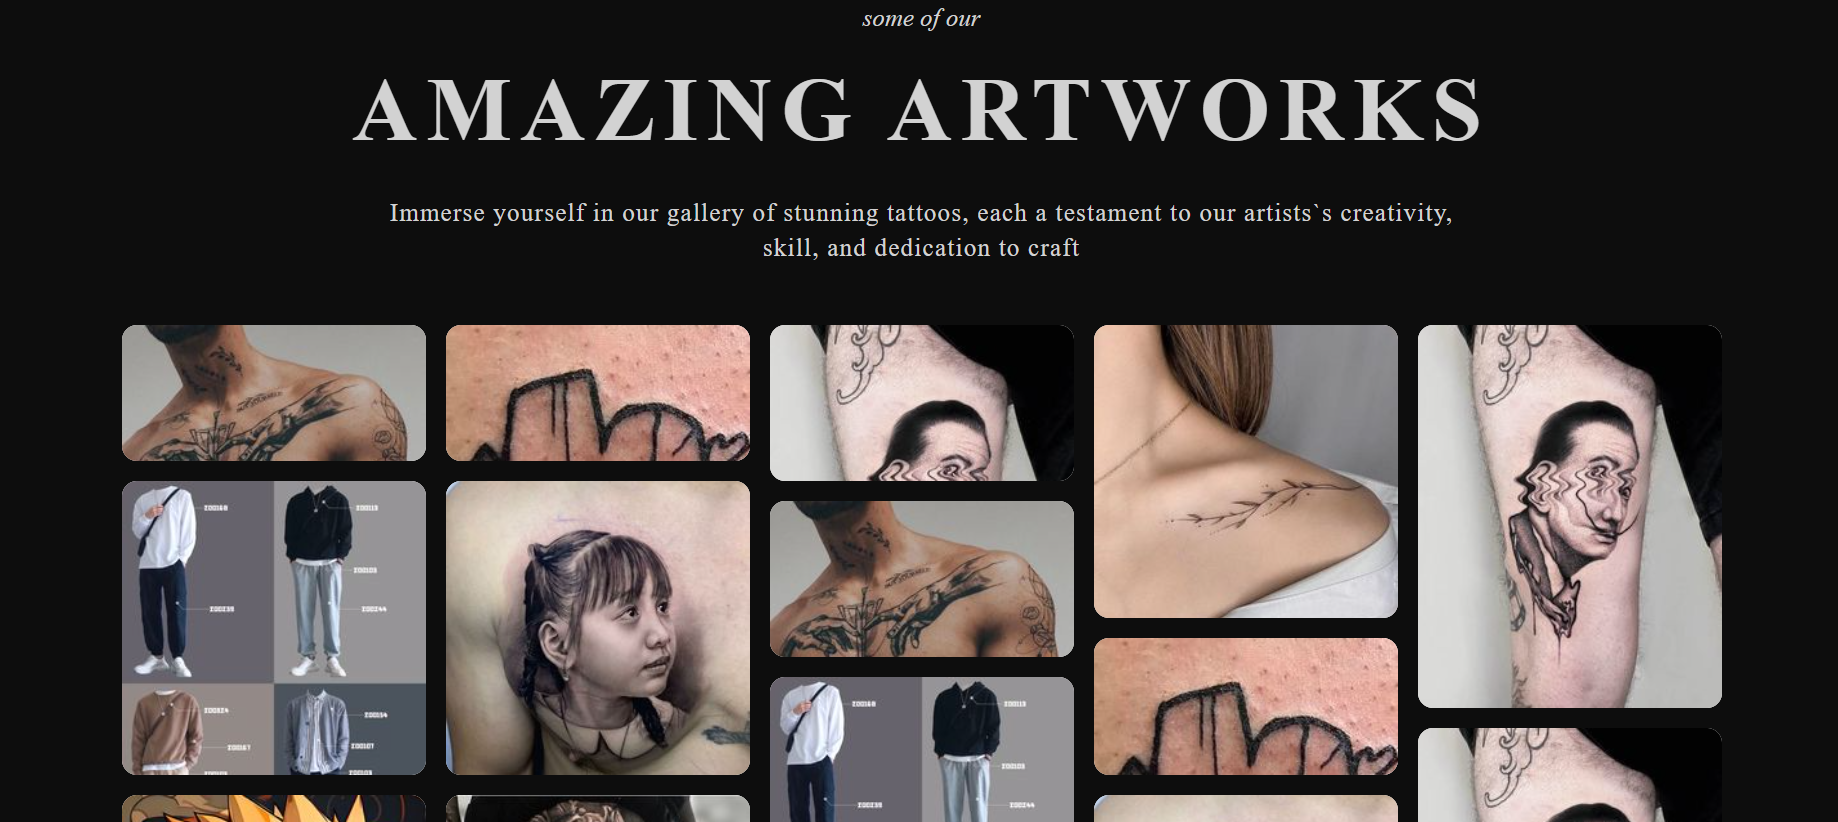 some of our
AMAZING ARTWORKS
Immerse yourself in our gallery of stunning tattoos, each a testament to our artists`s creativity,
skill, and dedication to craft